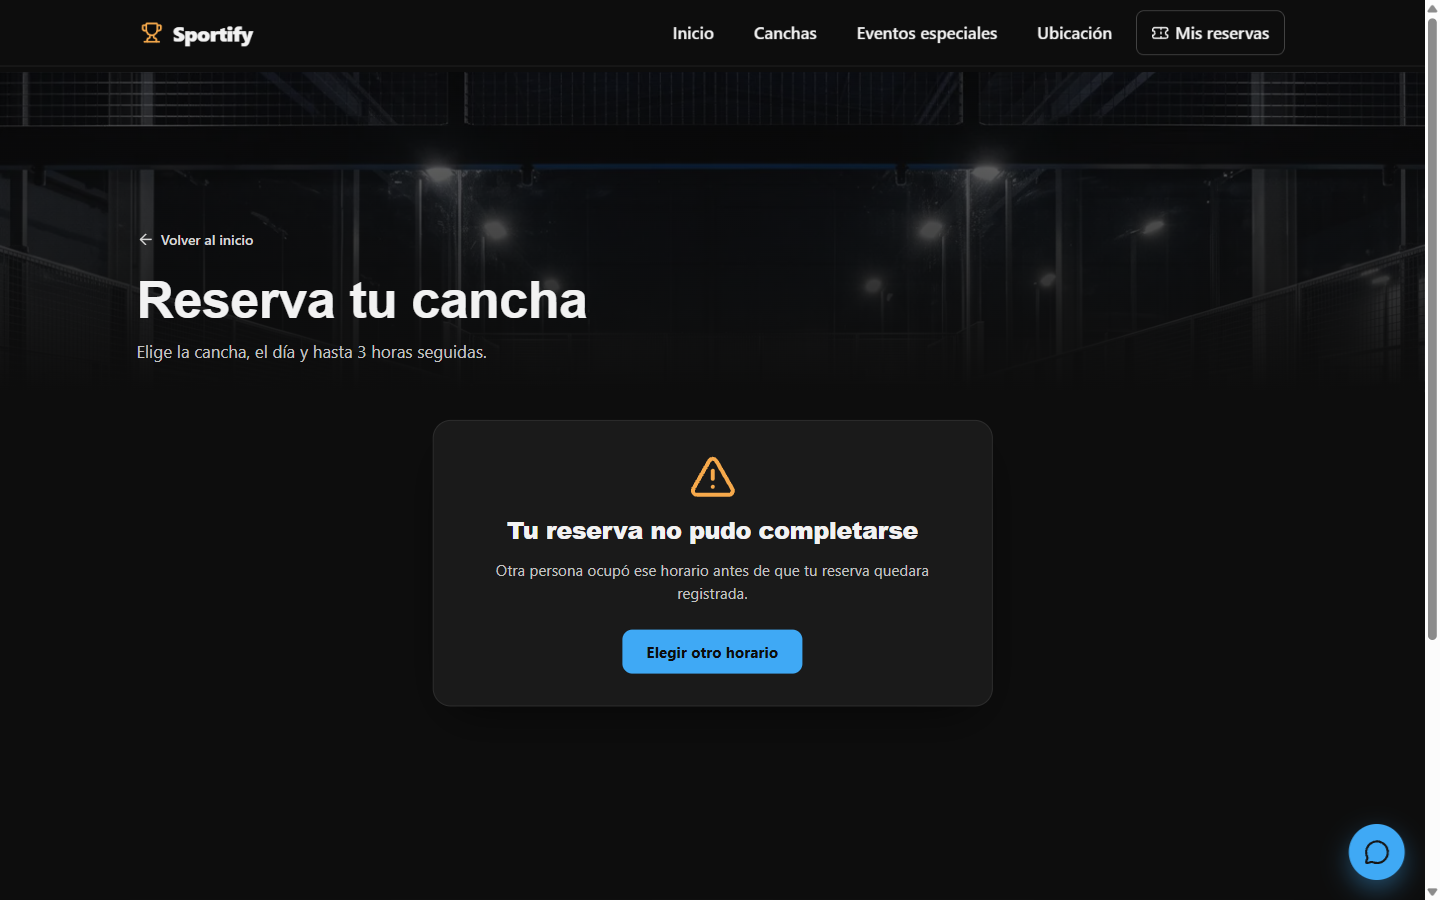 Sportify
Inicio
Canchas
Eventos especiales
Ubicación
Mis reservas
Volver al inicio
Reserva tu cancha
Elige la cancha, el día y hasta 3 horas seguidas.
Tu reserva no pudo completarse
Otra persona ocupó ese horario antes de que tu reserva quedara
registrada.
Elegir otro horario